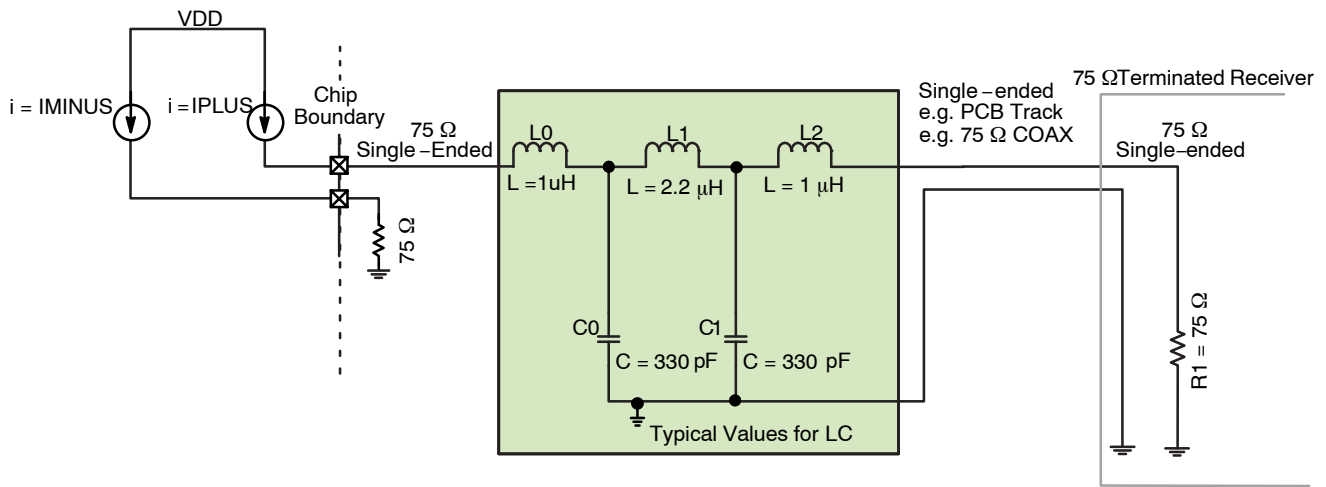 VDD
i = IMINUS
i = IPLUS
Chip
Boundary
75 Ω
Single–Ended
75 Ω
L0
L =1uH
L1
L = 2.2 μH
L2
L = 1 μH
C0
C = 330 pF
C1
C = 330 pF
Typical Values for LC
Single–ended
e.g. PCB Track
e.g. 75 Ω COAX
75 ΩTerminated Receiver
75 Ω
Single–ended
R1 = 75 Ω